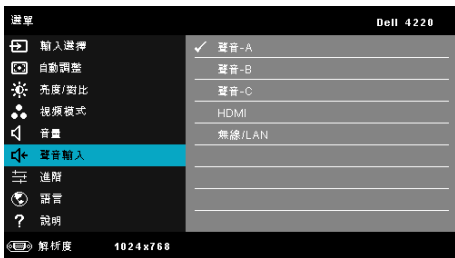 選單 Dell 4220
輸入選擇
自動調整
亮度/對比
視頻模式
音量
聲音輸入
進階
語言
說明
聲音-A
聲音-B
聲音-C
HDMI
無線/LAN
解析度 1024x768